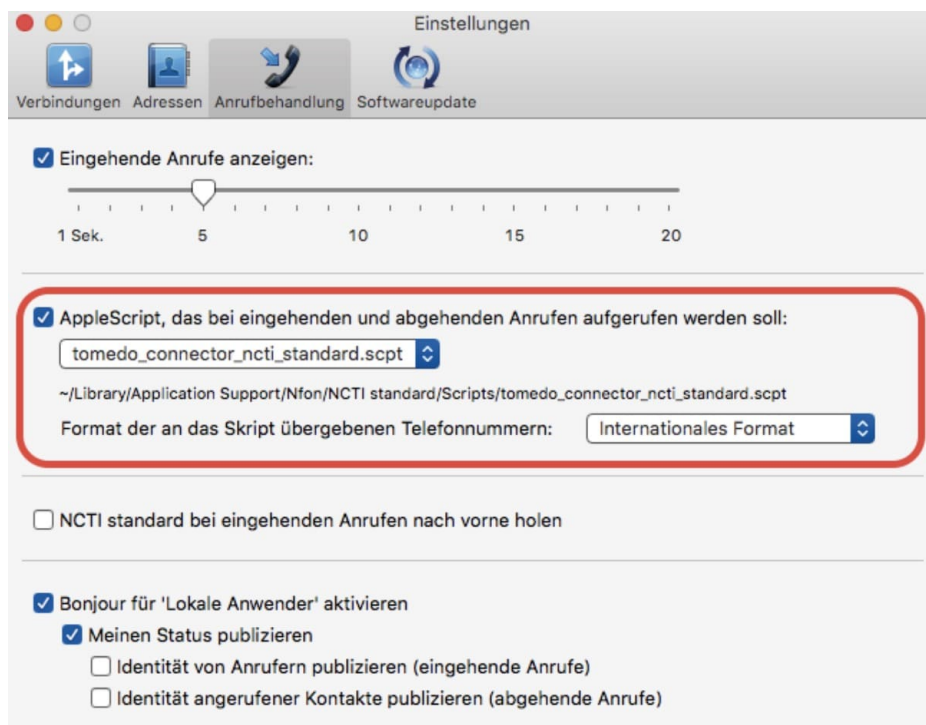 Einstellungen
Verbindungen Adressen Anrufbehandlung Softwareupdate
Eingehende Anrufe anzeigen:
1 Sek. 5 10 15 20
AppleScript, das bei eingehenden und abgehenden Anrufen aufgerufen werden soll:
tomedo_connector_ncti_standard.scpt
~/Library/Application Support/Nfon/NCTI standard/Scripts/tomedo_connector_ncti_standard.scpt
Format der an das Skript übergebenen Telefonnummern: Internationales Format
NCTI standard bei eingehenden Anrufen nach vorne holen
Bonjour für 'Lokale Anwender' aktivieren
Meinen Status publizieren
Identität von Anrufern publizieren (eingehende Anrufe)
Identität angerufener Kontakte publizieren (abgehende Anrufe)